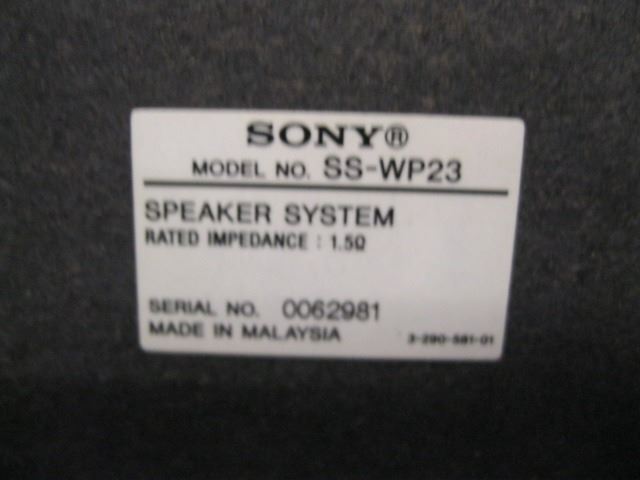 SONY®
MODEL NO. SS-WP23
SPEAKER SYSTEM
RATED IMPEDANCE : 1.5Ω
SERIAL NO. 0062981
MADE IN MALAYSIA
3-290-581-01